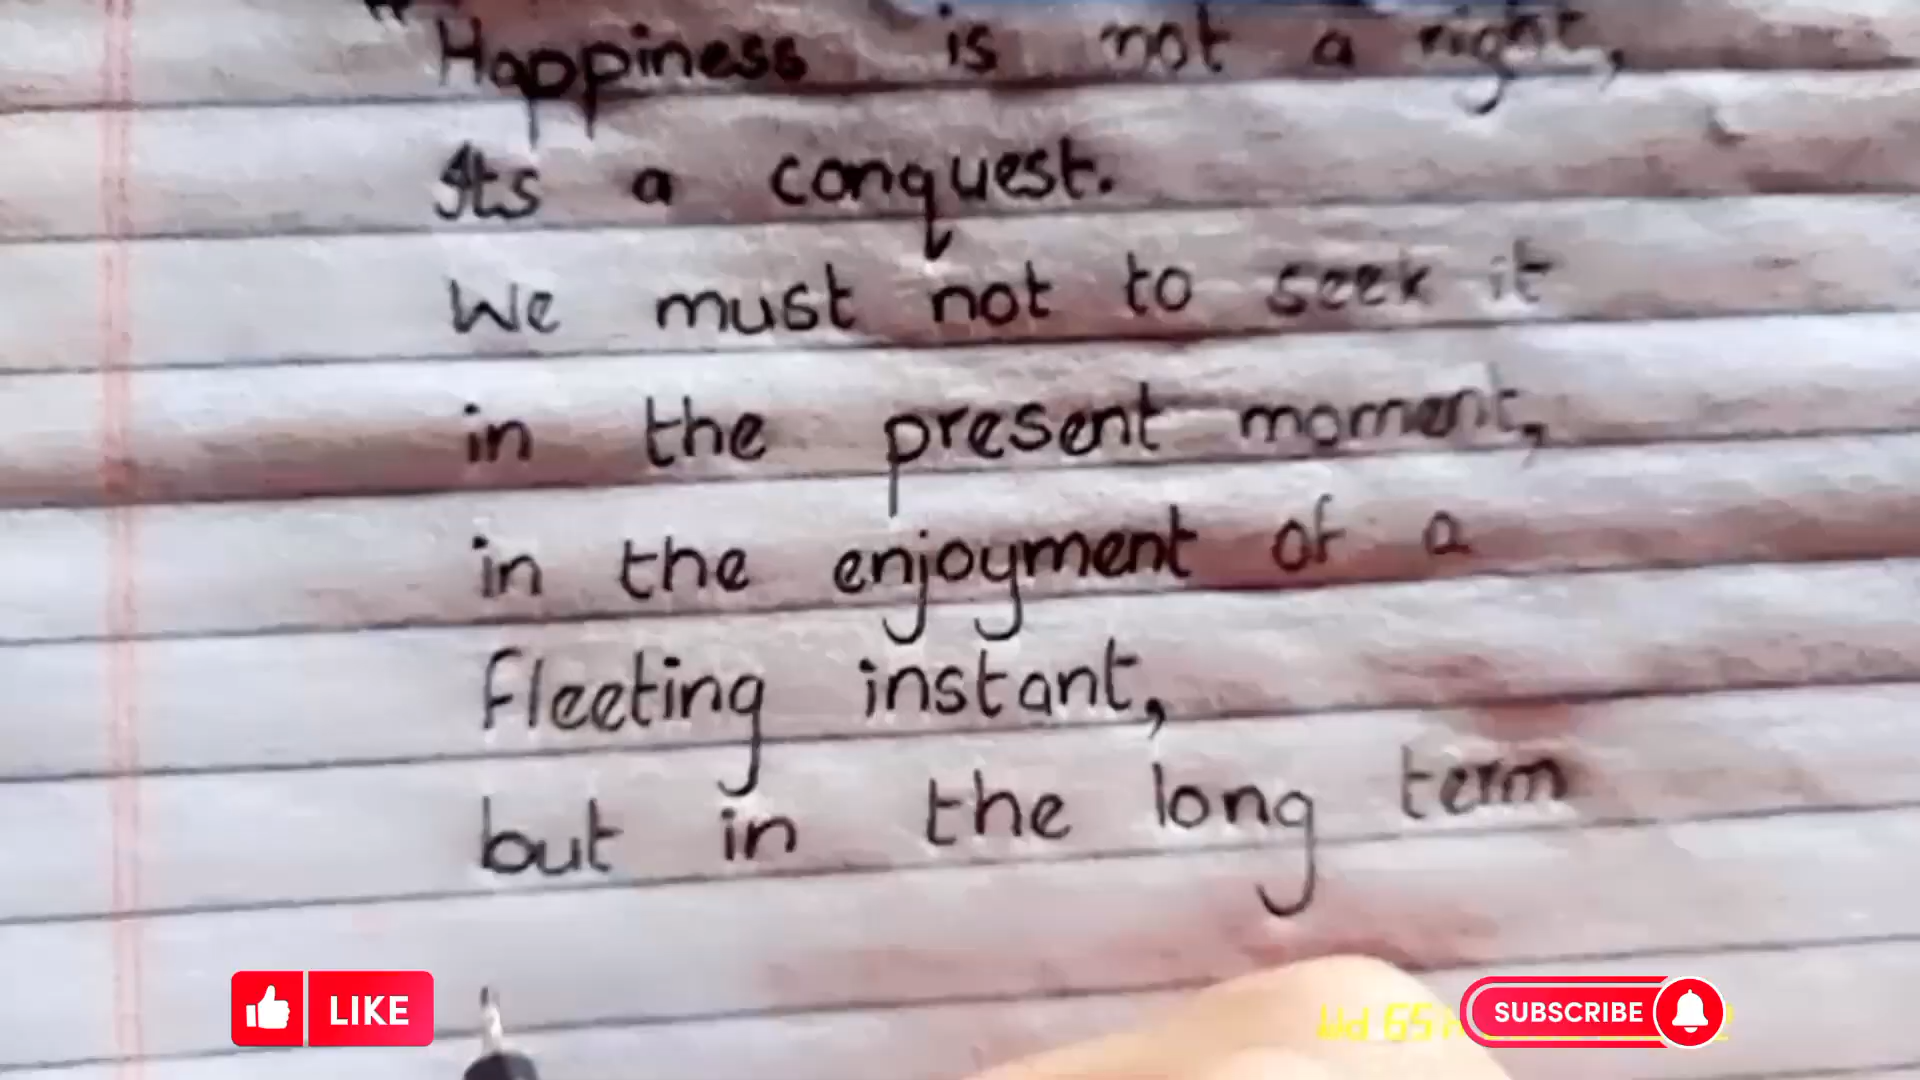 "Happiness is not a right,
Its a conquest.
We must not to seek it
in the present moment,
in the enjoyment of a
fleeting instant,
but in the long term
LIKE
SUBSCRIBE